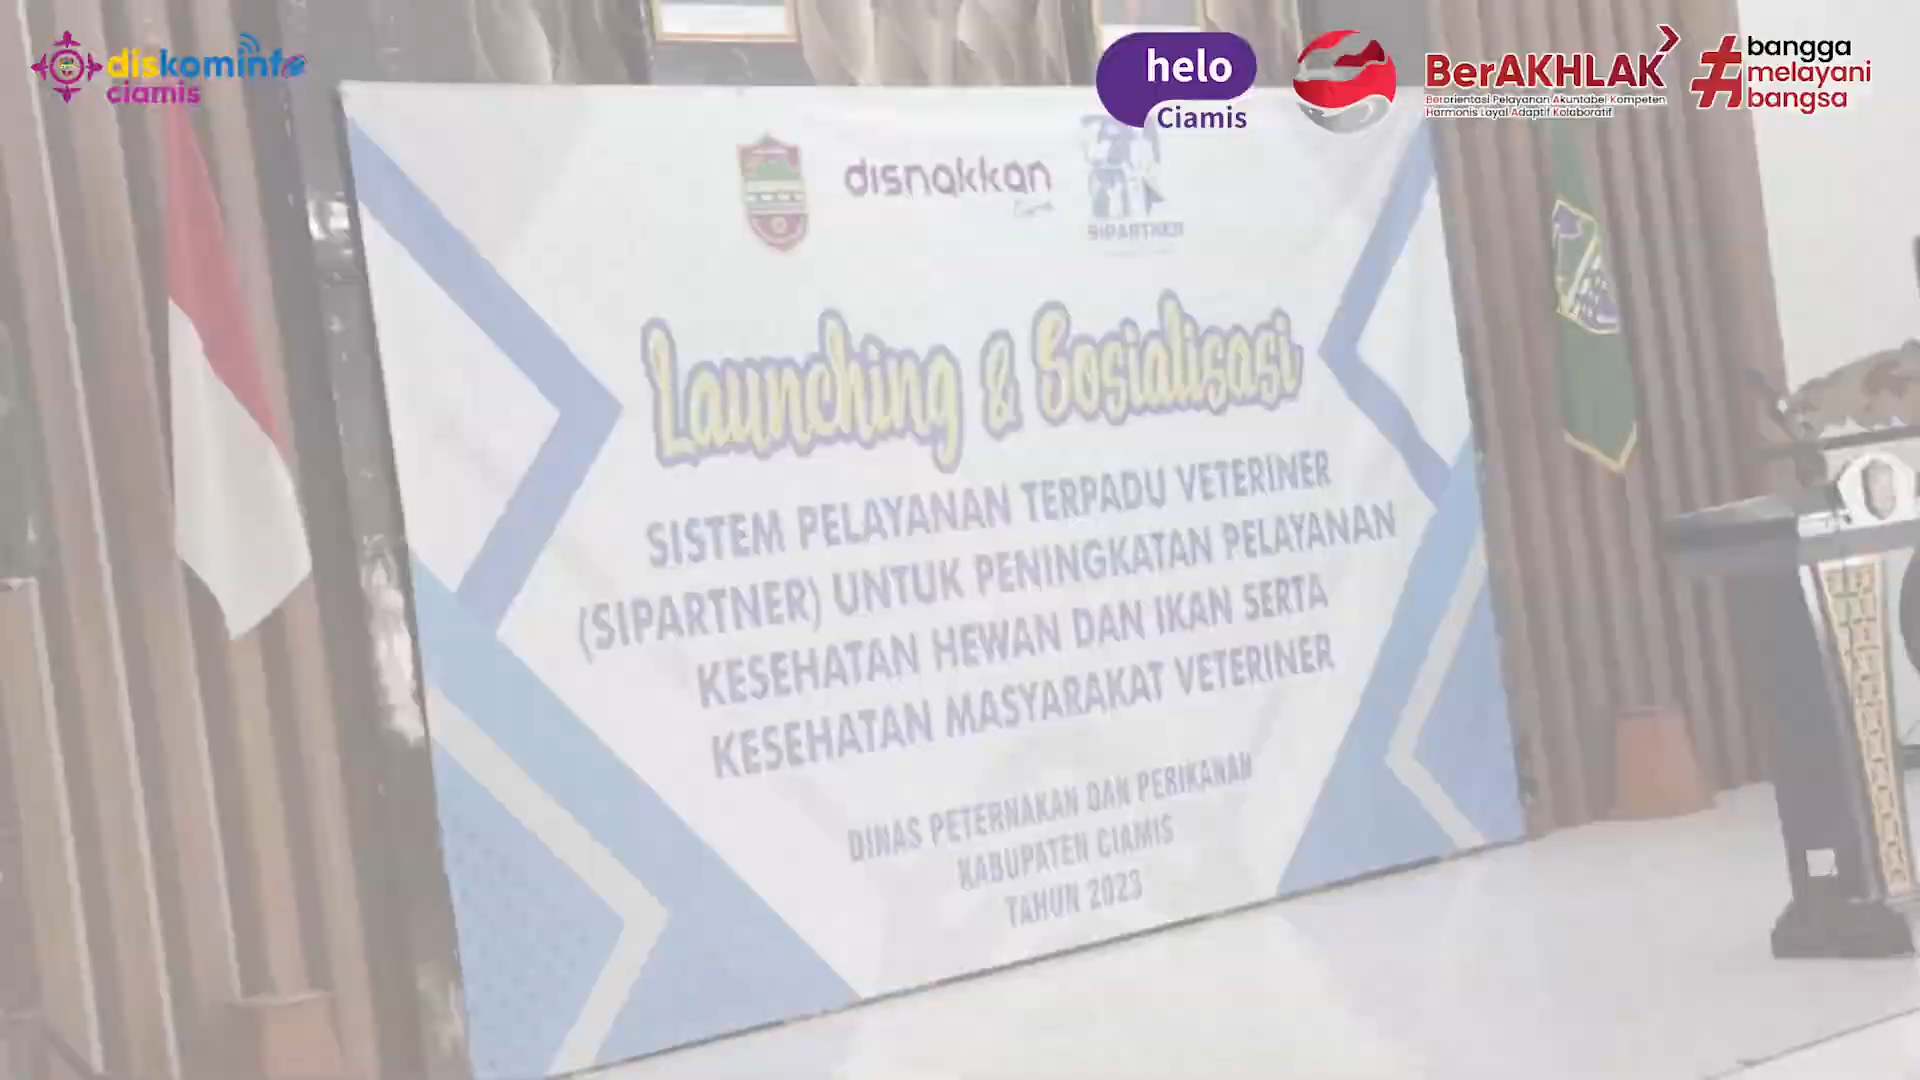 diskominfo
ciamis
helo
Ciamis
BerAKHLAK
Berorientasi Pelayanan Akuntabel Kompeten
Harmonis Loyal Adaptif Kolaboratif
#bangga
melayani
bangsa
disnakkan
SIPARTNER
Launching & Sosialisasi
SISTEM PELAYANAN TERPADU VETERINER
(SIPARTNER) UNTUK PENINGKATAN PELAYANAN
KESEHATAN HEWAN DAN IKAN SERTA
KESEHATAN MASYARAKAT VETERINER
DINAS PETERNAKAN DAN PERIKANAN
KABUPATEN CIAMIS
TAHUN 2023